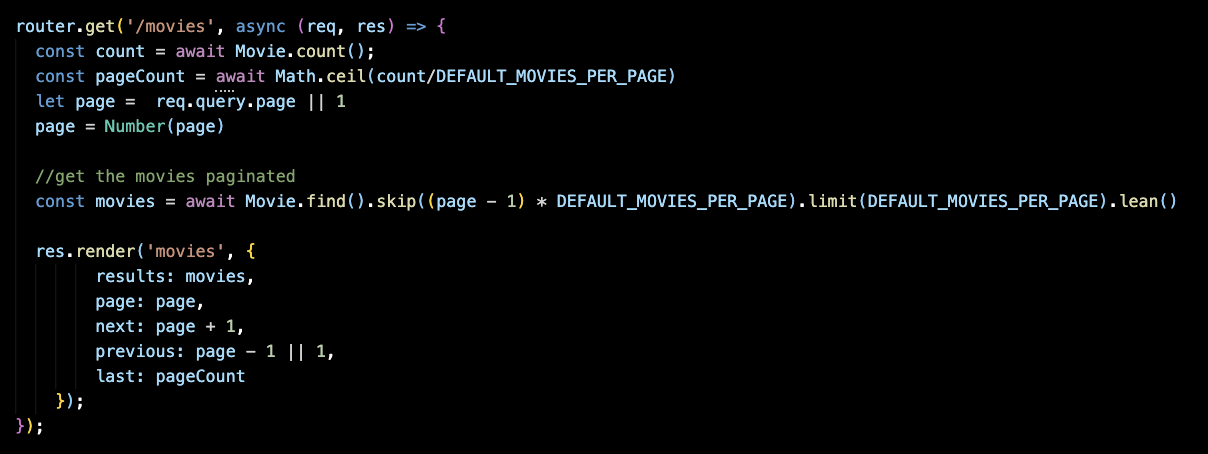 router.get('/movies', async (req, res) => {
  const count = await Movie.count();
  const pageCount = await Math.ceil(count/DEFAULT_MOVIES_PER_PAGE)
  let page =  req.query.page || 1
  page = Number(page)

  //get the movies paginated
  const movies = await Movie.find().skip((page - 1) * DEFAULT_MOVIES_PER_PAGE).limit(DEFAULT_MOVIES_PER_PAGE).lean()

  res.render('movies', {
        results: movies,
        page: page,
        next: page + 1,
        previous: page - 1 || 1,
        last: pageCount
    });
});